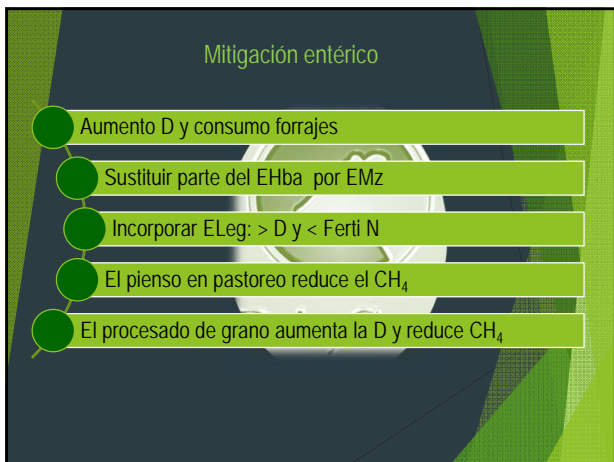 Mitigación entérico
Aumento D y consumo forrajes
Sustituir parte del EHba por EMz
Incorporar ELeg: > D y < Ferti N
El pienso en pastoreo reduce el CH₄
El procesado de grano aumenta la D y reduce CH₄